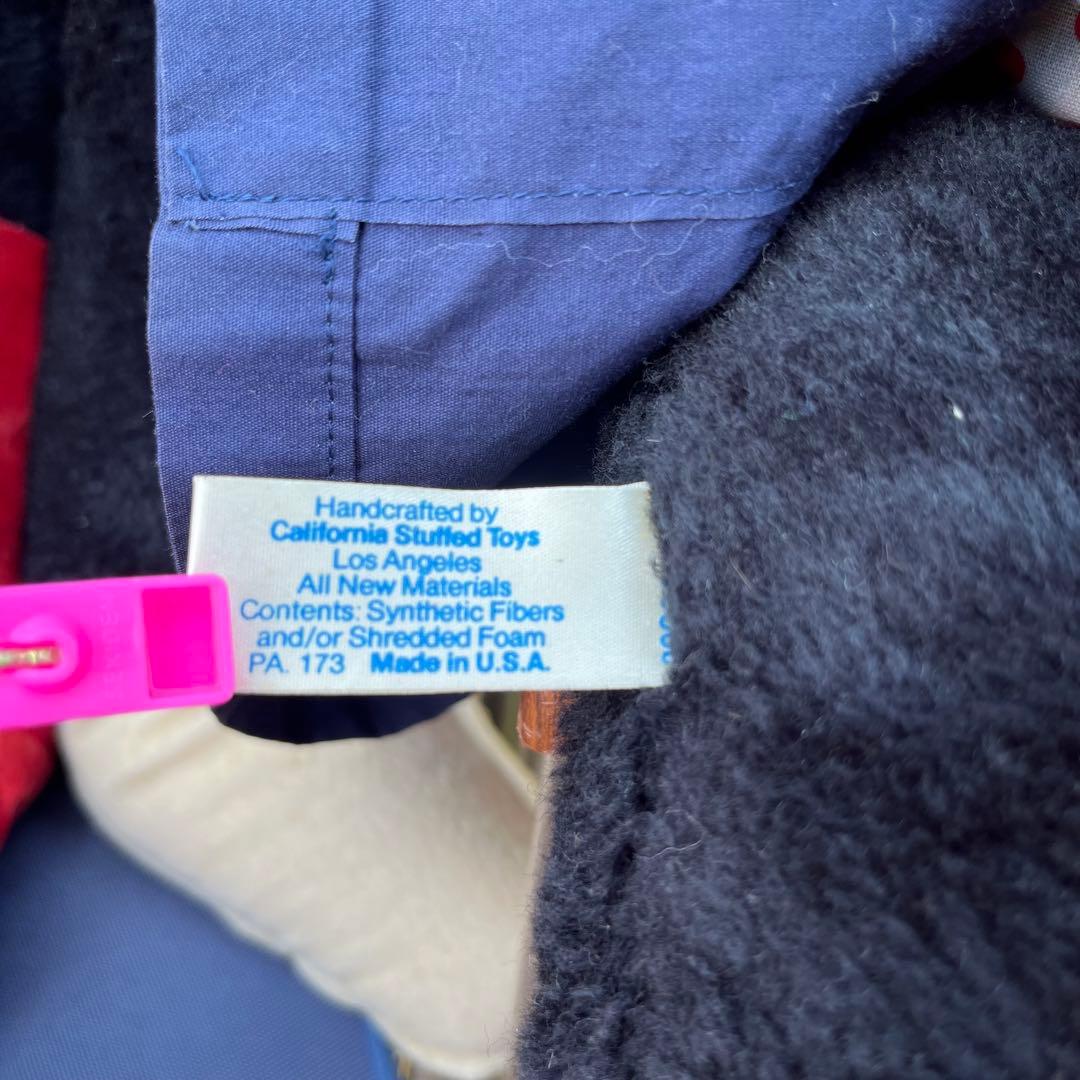 Handcrafted by
California Stuffed Toys
Los Angeles
All New Materials
Contents: Synthetic Fibers
and/or Shredded Foam
PA. 173 Made in U.S.A.